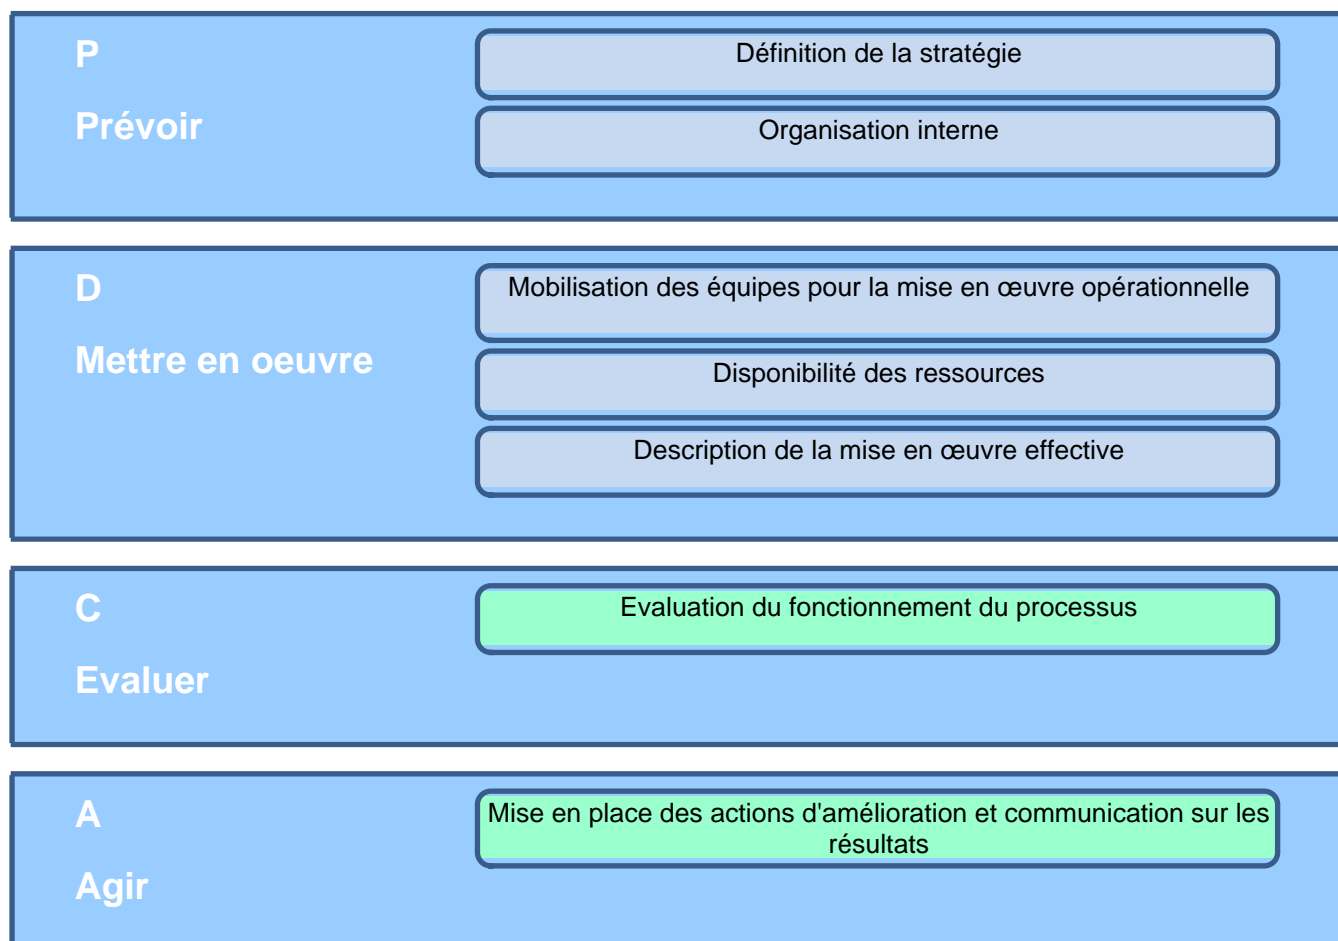 P
Prévoir
Définition de la stratégie
Organisation interne
D
Mettre en oeuvre
Mobilisation des équipes pour la mise en œuvre opérationnelle
Disponibilité des ressources
Description de la mise en œuvre effective
C
Evaluer
Evaluation du fonctionnement du processus
A
Agir
Mise en place des actions d'amélioration et communication sur les
résultats